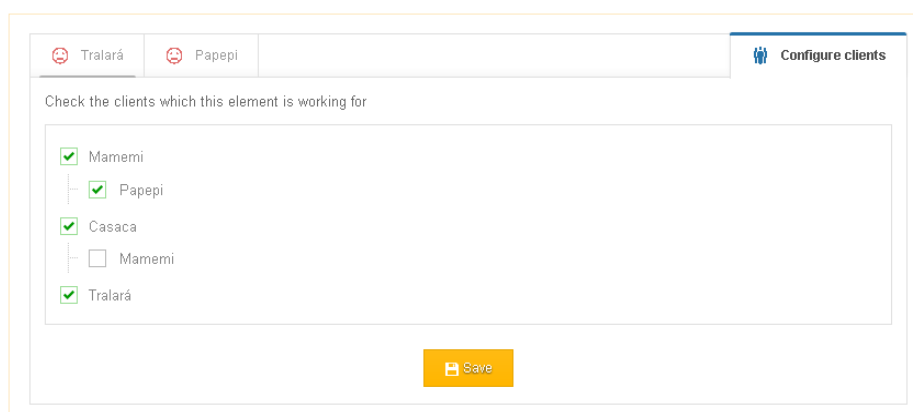 Tralará Papepi Configure clients
Check the clients which this element is working for
Mamemi
Papepi
Casaca
Mamemi
Tralará
Save